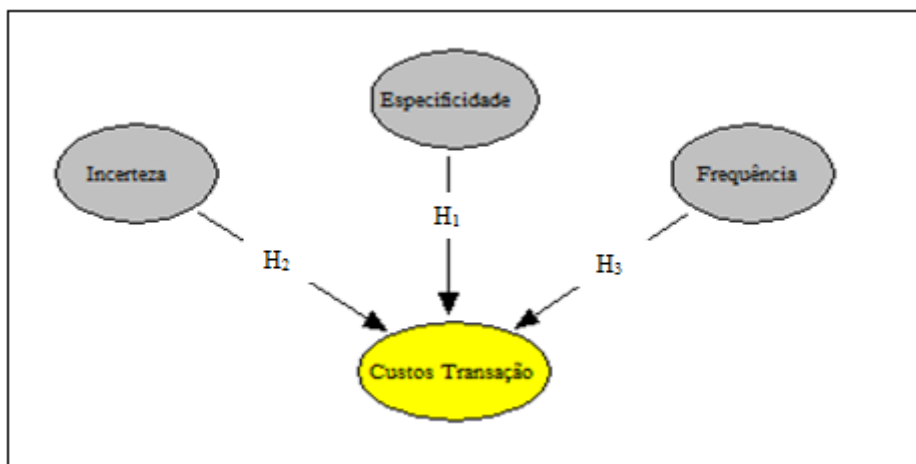 Especificidade
Incerteza
Frequência
H₁
H₂
H₃
Custos Transação